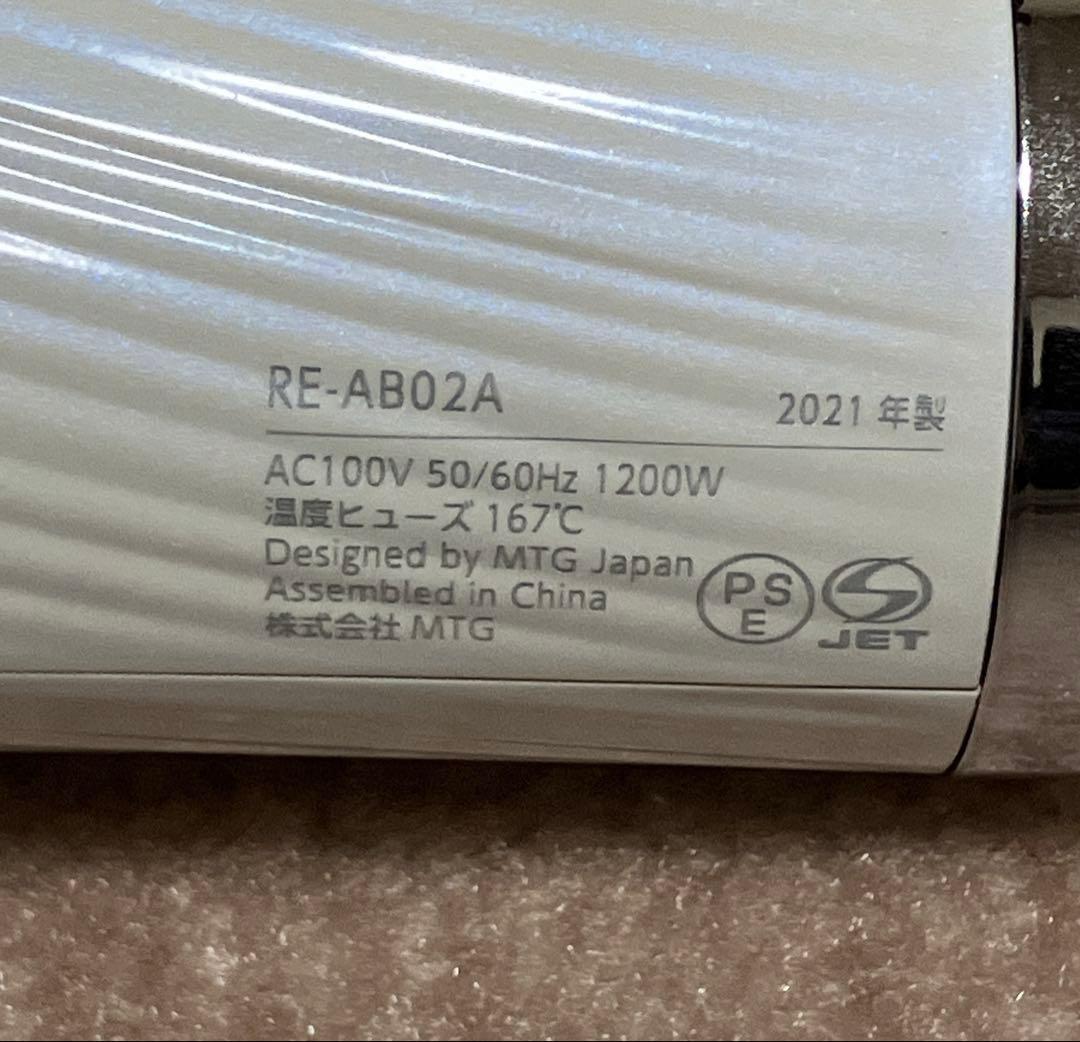 RE-AB02A 2021 年製
AC100V 50/60Hz 1200W
温度ヒューズ 167℃
Designed by MTG Japan
Assembled in China
株式会社 MTG
PS
E
JET